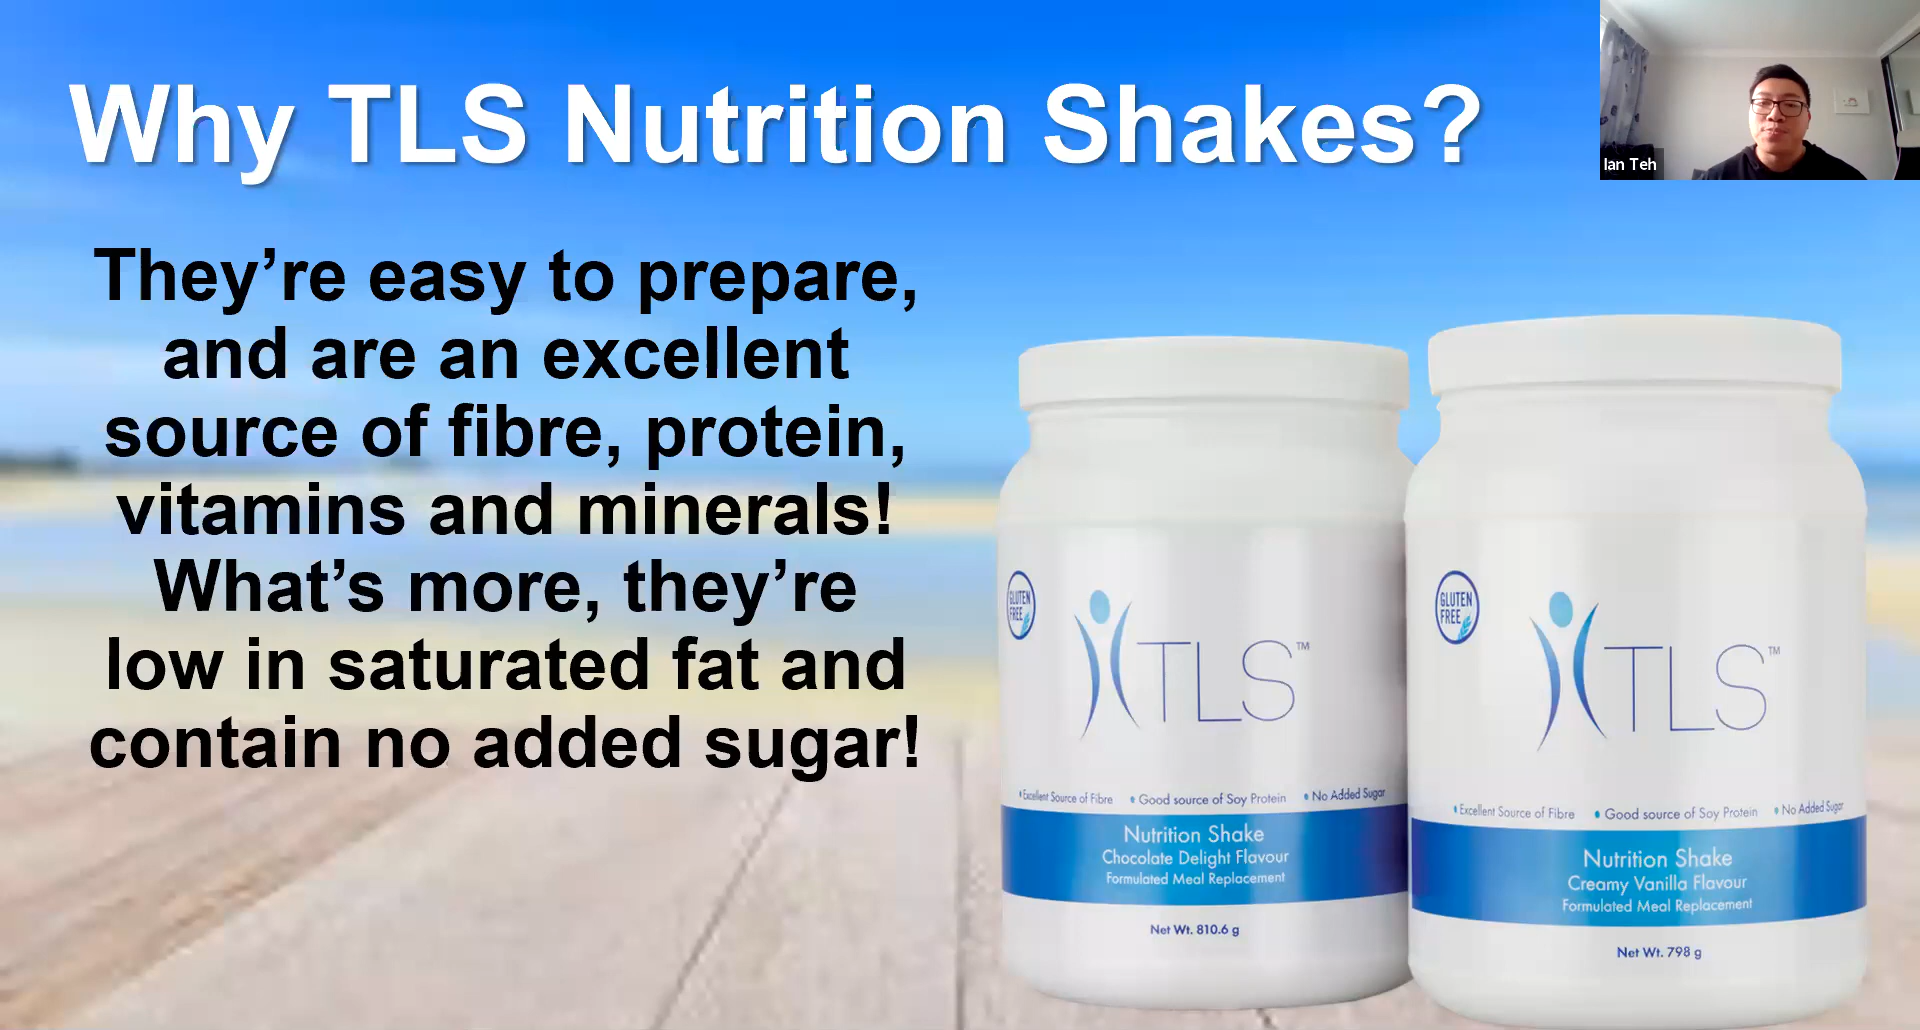 Why TLS Nutrition Shakes?
Ian Teh
They’re easy to prepare,
and are an excellent
source of fibre, protein,
vitamins and minerals!
What’s more, they’re
low in saturated fat and
contain no added sugar!
GLUTEN
FREE
TLS™
• Excellent Source of Fibre • Good source of Soy Protein • No Added Sugar
Nutrition Shake
Chocolate Delight Flavour
Formulated Meal Replacement
Net Wt. 810.6 g
GLUTEN
FREE
TLS™
• Excellent Source of Fibre • Good source of Soy Protein • No Added Sugar
Nutrition Shake
Creamy Vanilla Flavour
Formulated Meal Replacement
Net Wt. 798 g